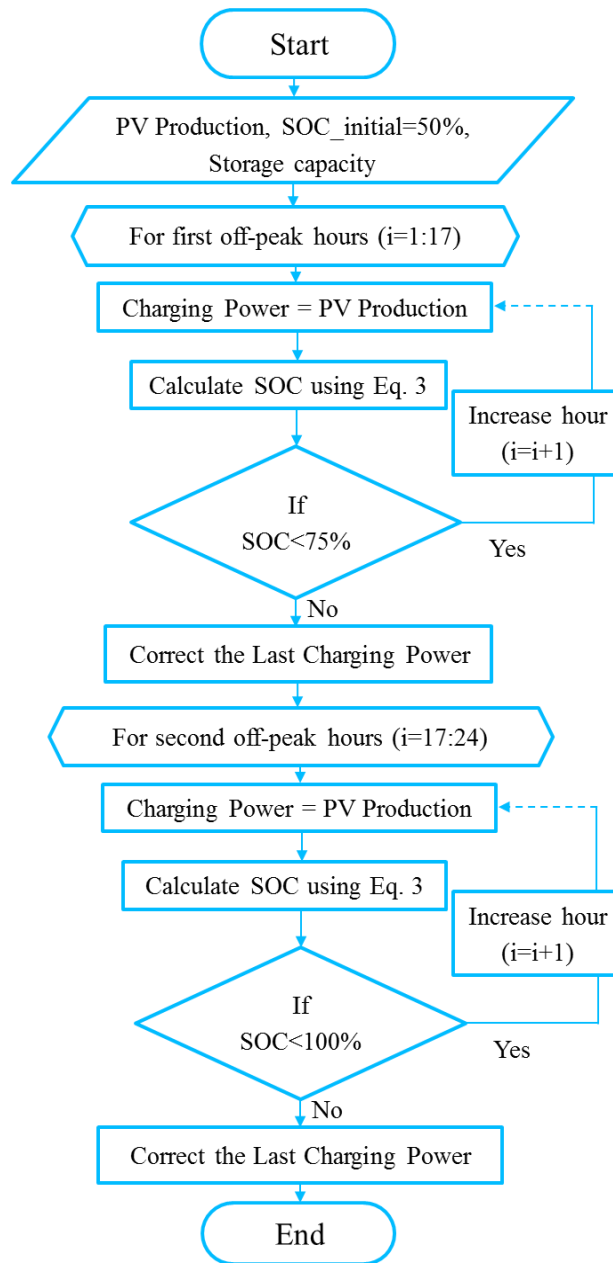 Start
PV Production, SOC_initial=50%,
Storage capacity
For first off-peak hours (i=1:17)
Charging Power = PV Production
Calculate SOC using Eq. 3
Increase hour
(i=i+1)
If
SOC<75%
Yes
No
Correct the Last Charging Power
For second off-peak hours (i=17:24)
Charging Power = PV Production
Calculate SOC using Eq. 3
Increase hour
(i=i+1)
If
SOC<100%
Yes
No
Correct the Last Charging Power
End